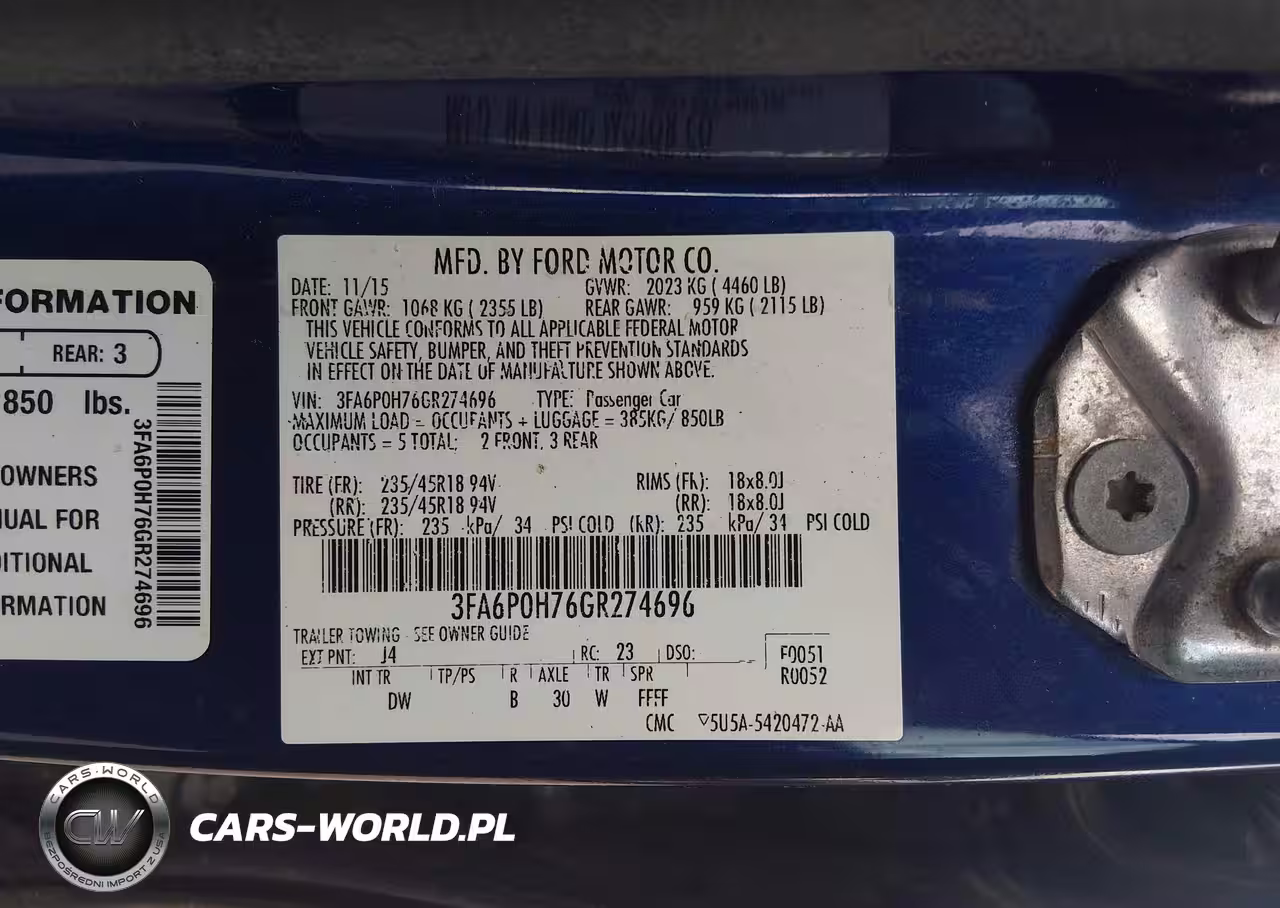 FORMATION
REAR: 3
850 lbs.
OWNERS
NUAL FOR
DITIONAL
RMATION
3FA6P0H76GR274696
MFD. BY FORD MOTOR CO.
DATE: 11/15 GVWR: 2023 KG ( 4460 LB)
FRONT GAWR: 1068 KG ( 2355 LB) REAR GAWR: 959 KG ( 2115 LB)
THIS VEHICLE CONFORMS TO ALL APPLICABLE FEDERAL MOTOR
VEHICLE SAFETY, BUMPER, AND THEFT PREVENTION STANDARDS
IN EFFECT ON THE DATE OF MANUFACTURE SHOWN ABOVE.
VIN: 3FA6P0H76GR274696 TYPE: Passenger Car
MAXIMUM LOAD = OCCUPANTS + LUGGAGE = 385KG/ 850LB
OCCUPANTS = 5 TOTAL; 2 FRONT, 3 REAR
TIRE (FR): 235/45R18 94V RIMS (FR): 18x8.0J
(RR): 235/45R18 94V (RR): 18x8.0J
PRESSURE (FR): 235 kPa/ 34 PSI COLD (RR): 235 kPa/ 34 PSI COLD
3FA6P0H76GR274696
TRAILER TOWING - SEE OWNER GUIDE
EXT PNT: J4 RC: 23 DSO: F0051
INT TR TP/PS R AXLE TR SPR R0052
DW B 30 W FFFF
CMC ▽5U5A-5420472-AA
CARS-WORLD
CW
BEZPOŚREDNI IMPORT Z USA
CARS-WORLD.PL